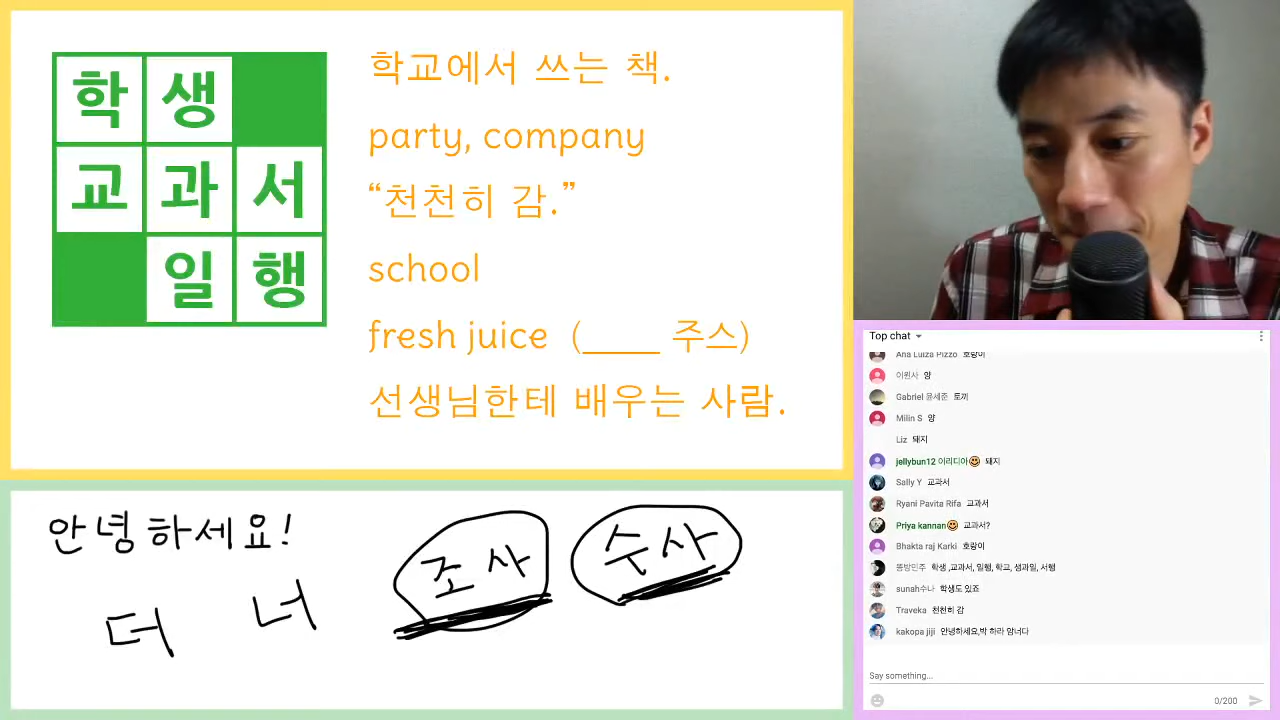 학생
교과서
일행
학교에서 쓰는 책.
party, company
“천천히 감.”
school
fresh juice (____ 주스)
선생님한테 배우는 사람.
안녕하세요!
더 너
조사 수사
Top chat
Ana Luiza Pizzo 호랑이
이뭔사 양
Gabriel 윤세준 토끼
Milin S 양
Liz 돼지
jellybun12 이리디아 돼지
Sally Y 교과서
Ryani Pavita Rifa 교과서
Priya kannan 교과서?
Bhakta raj Karki 호랑이
똥방민주 학생 ,교과서, 일행, 학교, 생과일, 서행
sunah수나 학생도 있죠
Traveka 천천히 감
kakopa jiji 안녕하세요,박 하라 암너다
Say something...
0/200